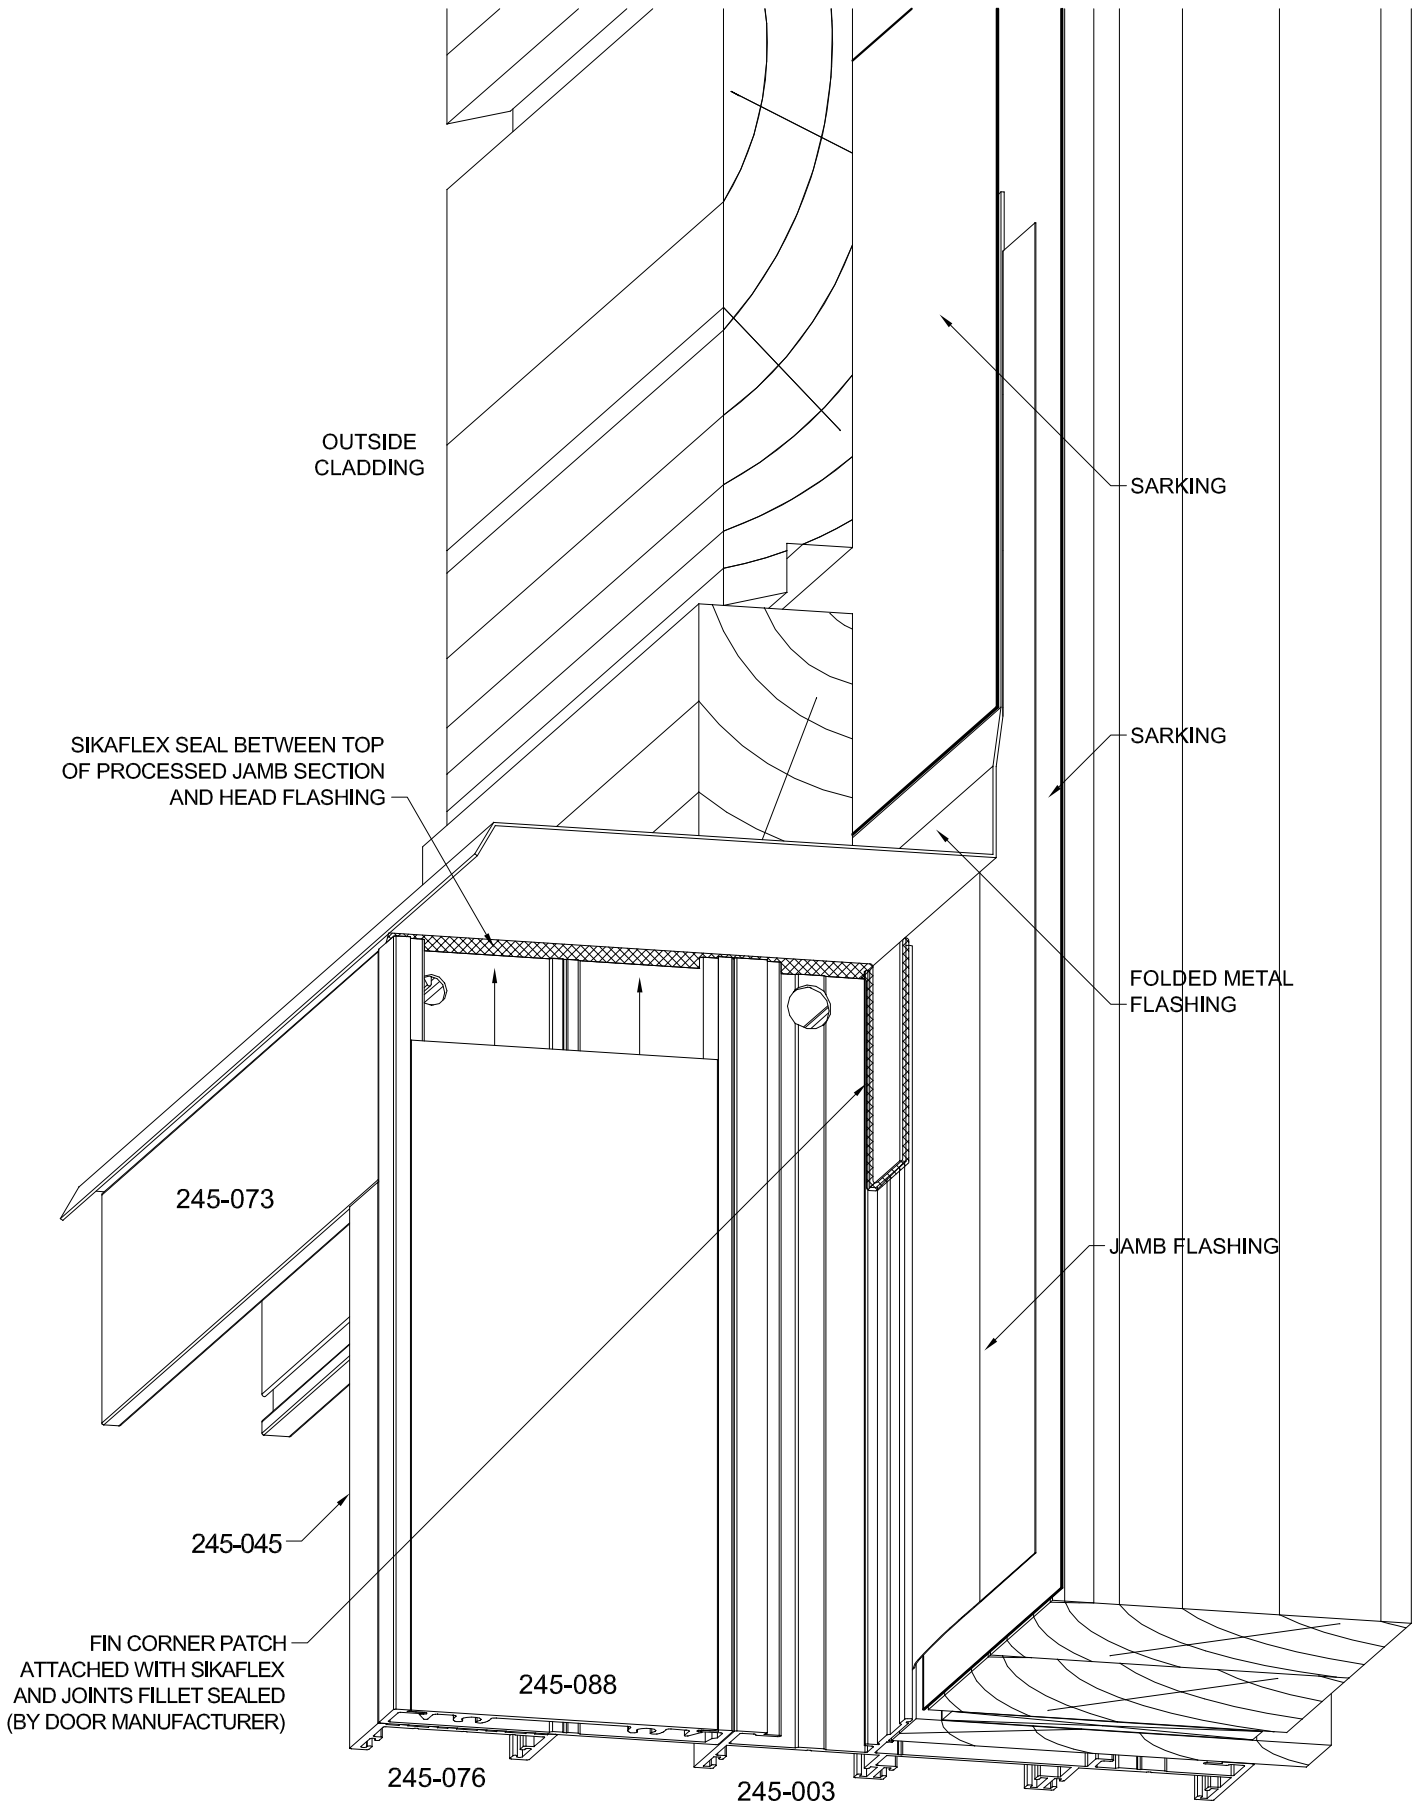 OUTSIDE
CLADDING
SARKING
SIKAFLEX SEAL BETWEEN TOP
OF PROCESSED JAMB SECTION
AND HEAD FLASHING
SARKING
FOLDED METAL
FLASHING
245-073
JAMB FLASHING
245-045
FIN CORNER PATCH
ATTACHED WITH SIKAFLEX
AND JOINTS FILLET SEALED
(BY DOOR MANUFACTURER)
245-088
245-076
245-003